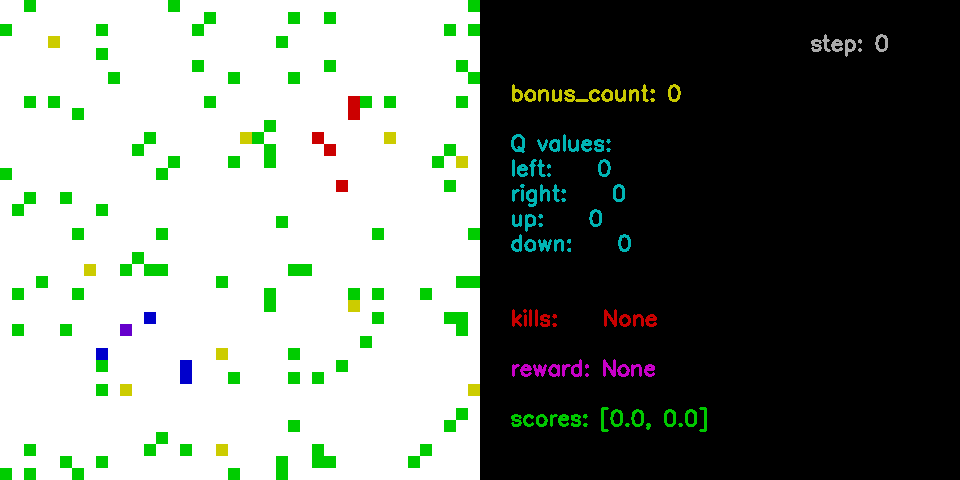 step: 0
bonus_count: 0
Q values:
left: 0
right: 0
up: 0
down: 0
kills: None
reward: None
scores: [0.0, 0.0]